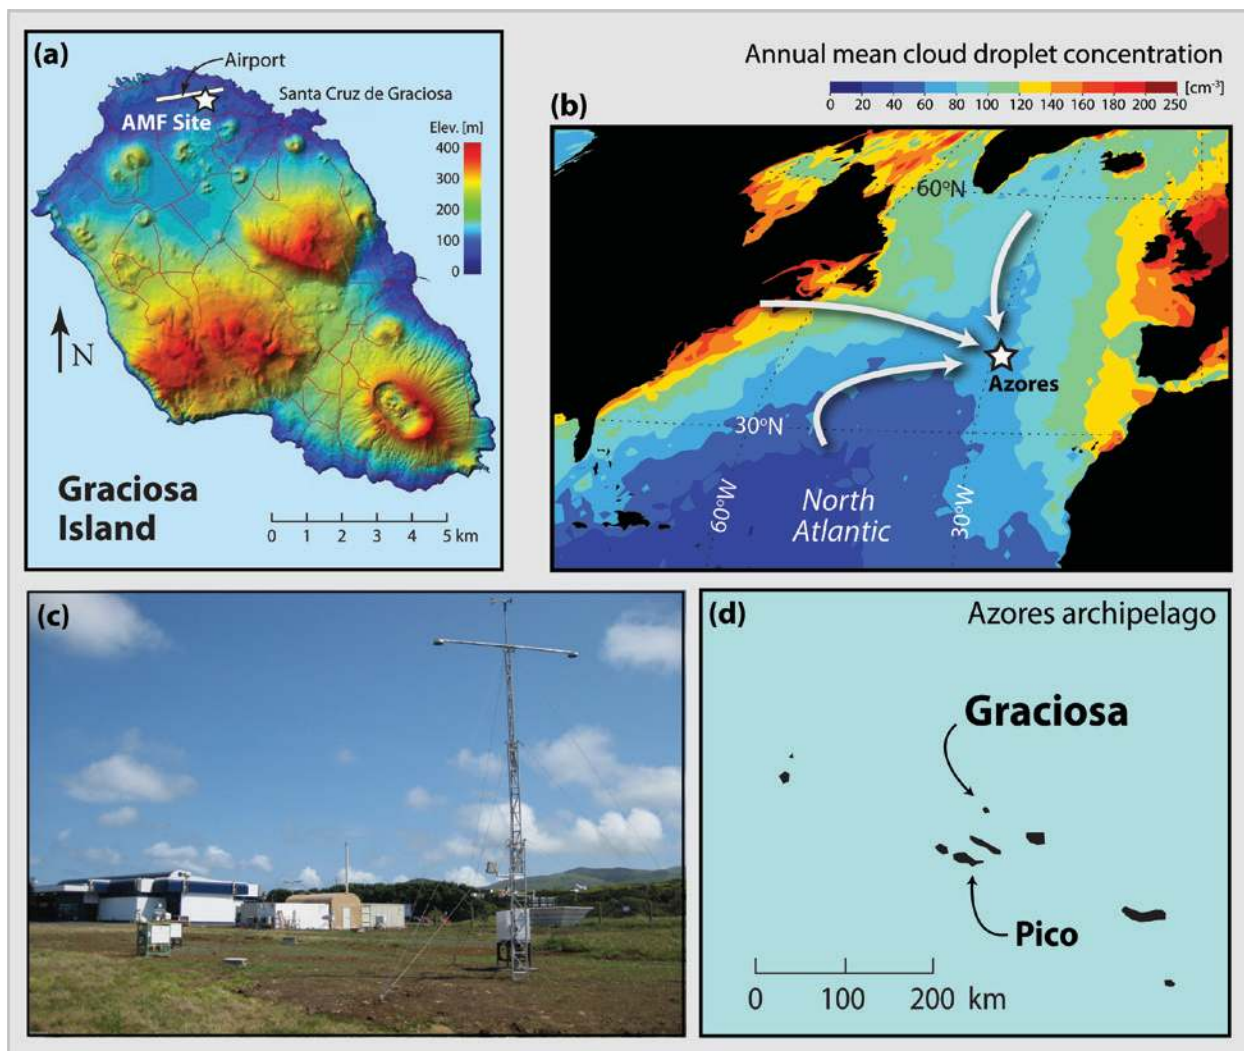 (a)
Airport
Santa Cruz de Graciosa
AMF Site
Elev. [m]
400
300
200
100
0
N
Graciosa
Island
0 1 2 3 4 5 km
Annual mean cloud droplet concentration
[cm-3]
0 20 40 60 80 100 120 140 160 200 250
(b)
60°N
Azores
30°N
60°W
North
Atlantic
30°W
(c)
(d)
Azores archipelago
Graciosa
Pico
0 100 200 km